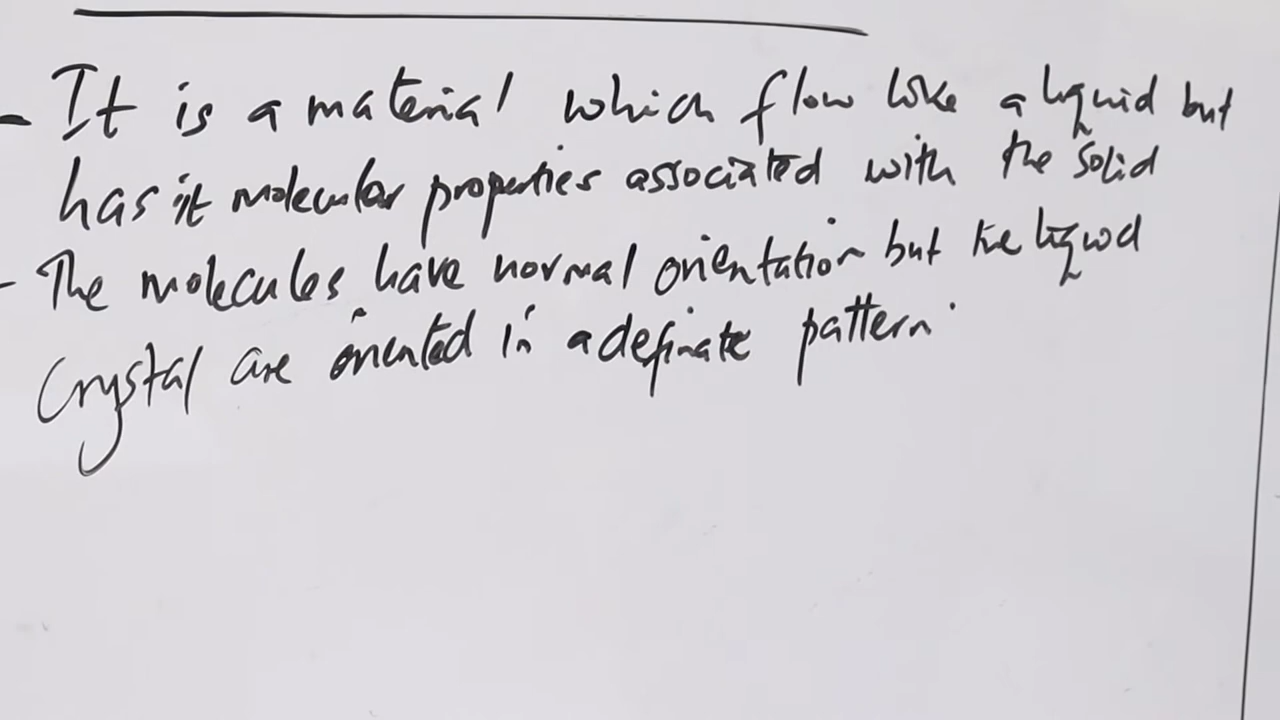 - It is a material which flow like a liquid but
has it molecular properties associated with the solid
- The molecules have normal orientation but the liquid
Crystal are oriented in a definate pattern.